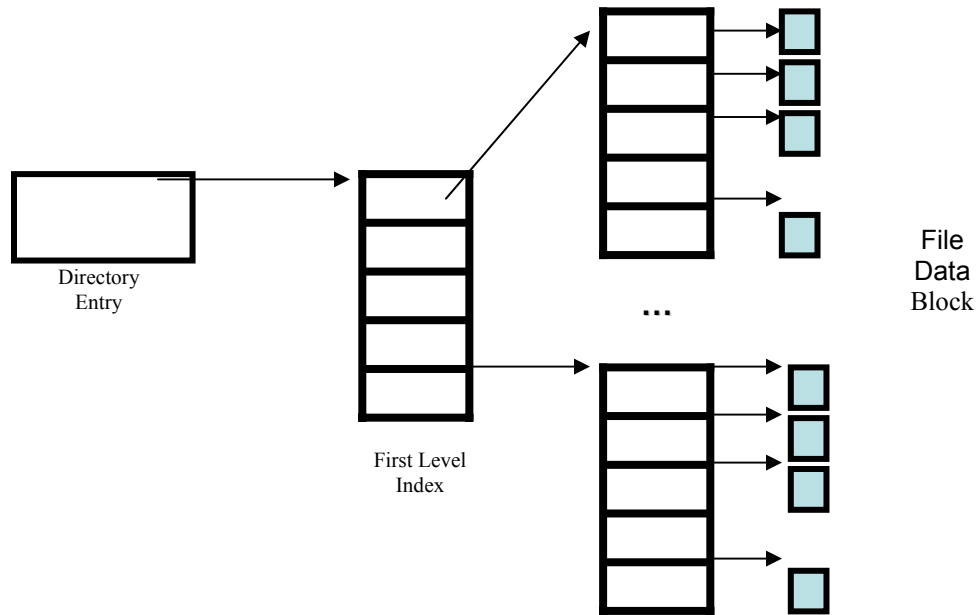 Directory
Entry
First Level
Index
...
File
Data
Block